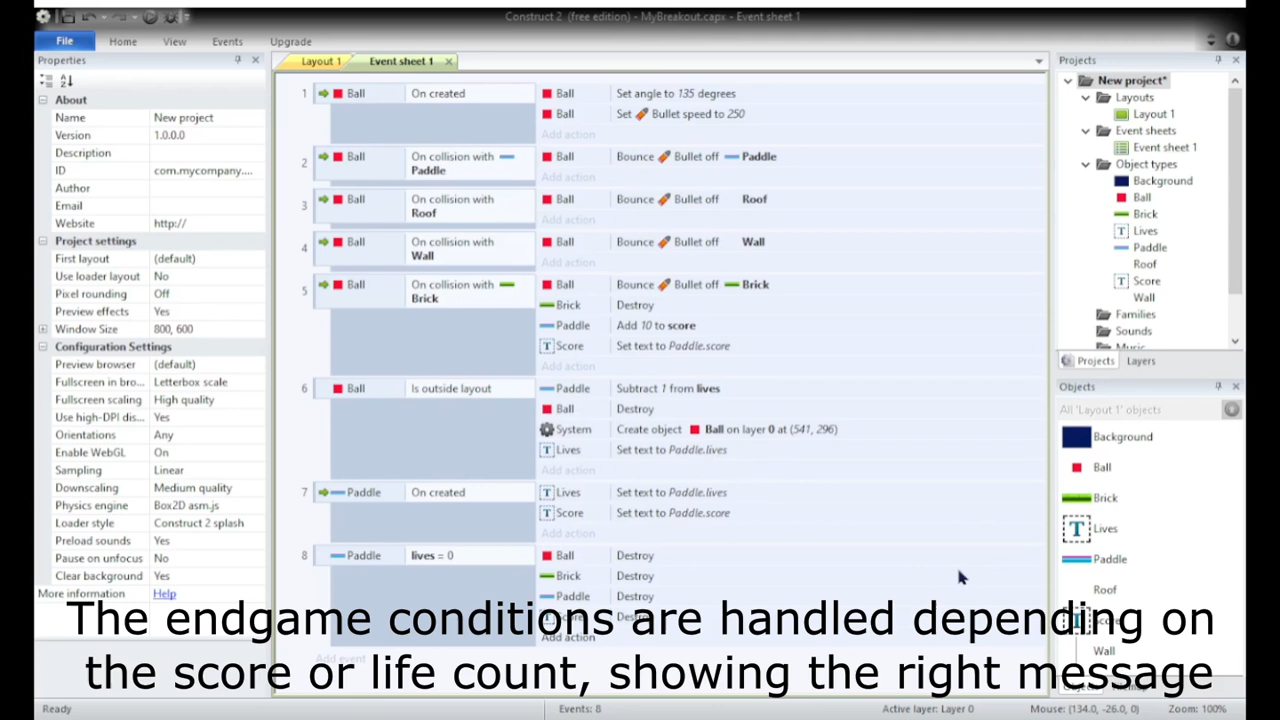 Construct 2 (free edition) - MyBreakout.capx - Event sheet 1
File Home View Events Upgrade
Properties
About
Name New project
Version 1.0.0.0
Description
ID com.mycompany....
Author
Email
Website http://
Project settings
First layout (default)
Use loader layout No
Pixel rounding Off
Preview effects Yes
Window Size 800, 600
Configuration Settings
Preview browser (default)
Fullscreen in bro... Letterbox scale
Fullscreen scaling High quality
Use high-DPI dis... Yes
Orientations Any
Enable WebGL On
Sampling Linear
Downscaling Medium quality
Physics engine Box2D asm.js
Loader style Construct 2 splash
Preload sounds Yes
Pause on unfocus No
Clear background Yes
More information Help
Layout 1 Event sheet 1
1 Ball On created Ball Set angle to 135 degrees
Ball Set Bullet speed to 250
Add action
2 Ball On collision with Paddle Ball Bounce Bullet off Paddle
Add action
3 Ball On collision with Roof Ball Bounce Bullet off Roof
Add action
4 Ball On collision with Wall Ball Bounce Bullet off Wall
Add action
5 Ball On collision with Brick Ball Bounce Bullet off Brick
Brick Destroy
Paddle Add 10 to score
T Score Set text to Paddle.score
Add action
6 Ball Is outside layout Paddle Subtract 1 from lives
Ball Destroy
System Create object Ball on layer 0 at (541, 296)
T Lives Set text to Paddle.lives
Add action
7 Paddle On created T Lives Set text to Paddle.lives
T Score Set text to Paddle.score
Add action
8 Paddle lives = 0 Ball Destroy
Brick Destroy
Paddle Destroy
Score Destroy
Add action
Add event
Projects
New project*
Layouts
Layout 1
Event sheets
Event sheet 1
Object types
Background
Ball
Brick
T Lives
Paddle
Roof
T Score
Wall
Families
Sounds
Music
Projects Layers
Objects
All 'Layout 1' objects
Background
Ball
Brick
T Lives
Paddle
Roof
T Score
Wall
The endgame conditions are handled depending on
the score or life count, showing the right message
Ready Events: 8 Active layer: Layer 0 Mouse: (134.0, -26.0, 0) Zoom: 100%